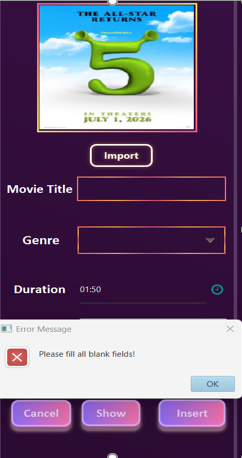 THE ALL-STAR
RETURNS
5
IN THEATERS
JULY 1, 2026
Import
Movie Title
Genre
Duration
01:50
Error Message
Please fill all blank fields!
OK
Cancel
Show
Insert